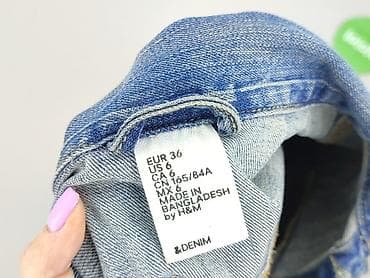 EUR 36
US 6
CA 6
CN 165/84A
MX 6
MADE IN
BANGLADESH
by H&M
&DENIM